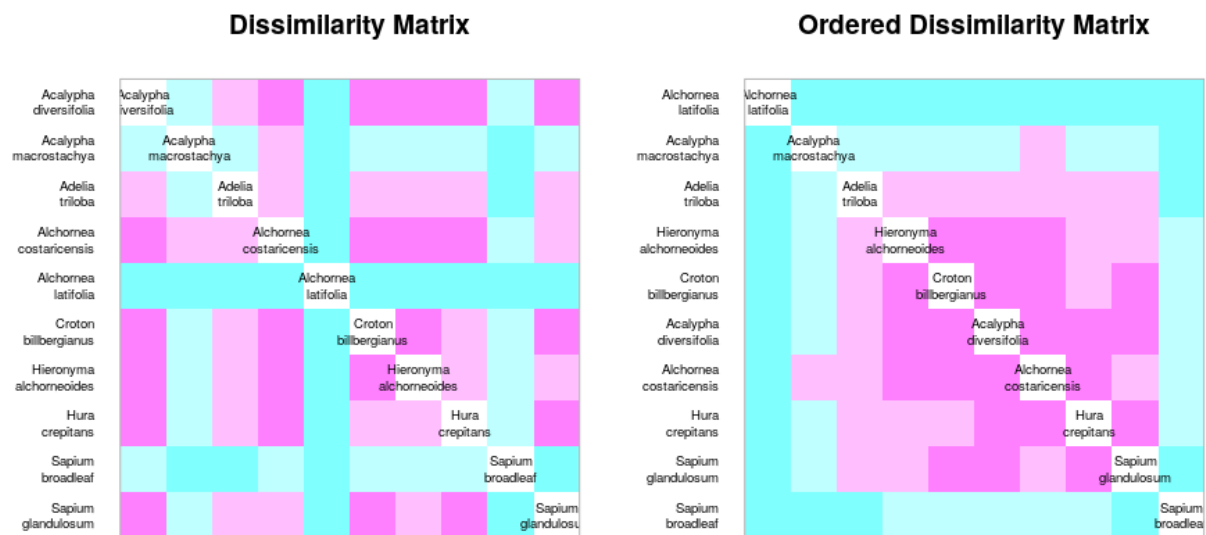 Dissimilarity Matrix
Acalypha
diversifolia
Acalypha
macrostachya
Adelia
triloba
Alchornea
costaricensis
Alchornea
latifolia
Croton
billbergianus
Hieronyma
alchorneoides
Hura
crepitans
Sapium
broadleaf
Sapium
glandulosum
Acalypha
iversifolia
Acalypha
macrostachya
Adelia
triloba
Alchornea
costaricensis
Alchornea
latifolia
Croton
billbergianus
Hieronyma
alchorneoides
Hura
crepitans
Sapium
broadleaf
Sapium
glandulosu
Ordered Dissimilarity Matrix
Alchornea
latifolia
Acalypha
macrostachya
Adelia
triloba
Hieronyma
alchorneoides
Croton
billbergianus
Acalypha
diversifolia
Alchornea
costaricensis
Hura
crepitans
Sapium
glandulosum
Sapium
broadleaf
Alchornea
latifolia
Acalypha
macrostachya
Adelia
triloba
Hieronyma
alchorneoides
Croton
billbergianus
Acalypha
diversifolia
Alchornea
costaricensis
Hura
crepitans
Sapium
glandulosum
Sapium
broadlea